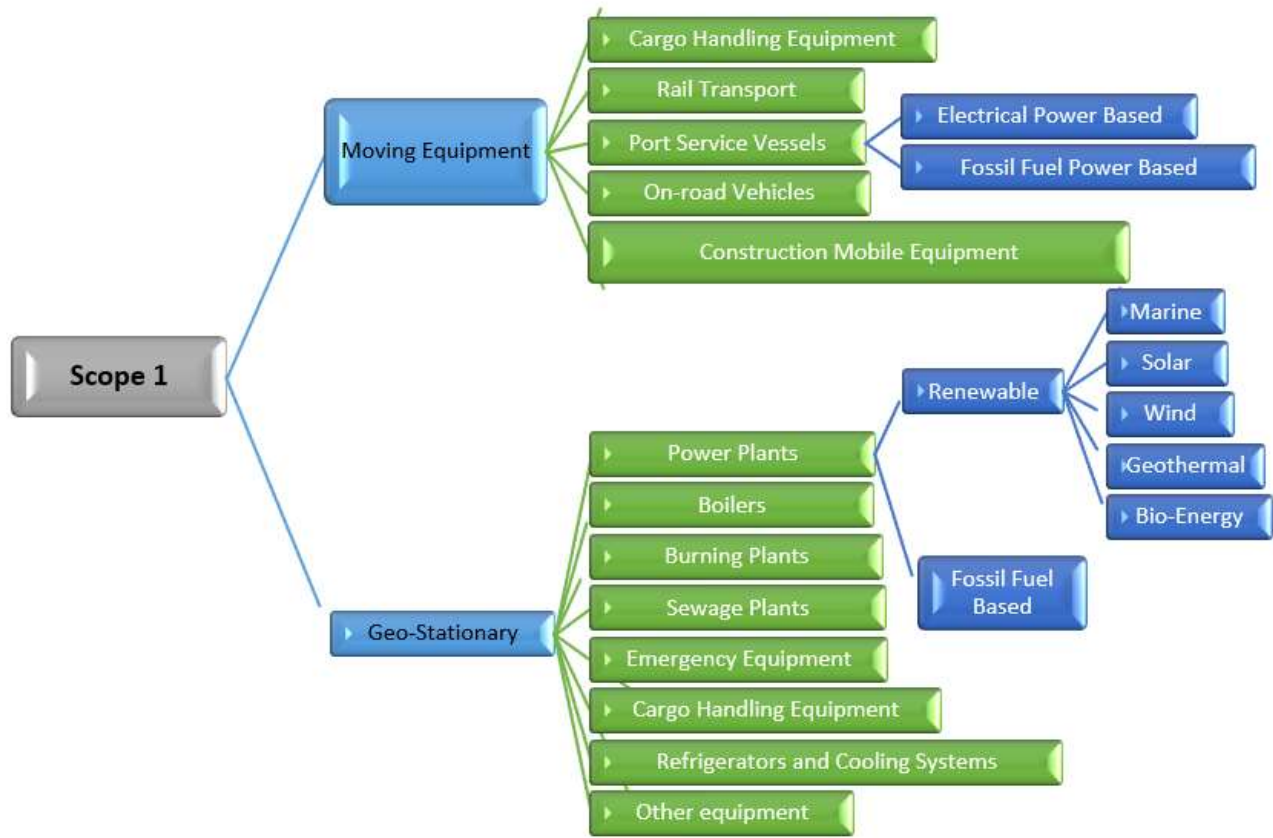 Scope 1
Moving Equipment
Cargo Handling Equipment
Rail Transport
Port Service Vessels
Electrical Power Based
Fossil Fuel Power Based
On-road Vehicles
Construction Mobile Equipment
Geo-Stationary
Power Plants
Renewable
Marine
Solar
Wind
Geothermal
Bio-Energy
Fossil Fuel
Based
Boilers
Burning Plants
Sewage Plants
Emergency Equipment
Cargo Handling Equipment
Refrigerators and Cooling Systems
Other equipment